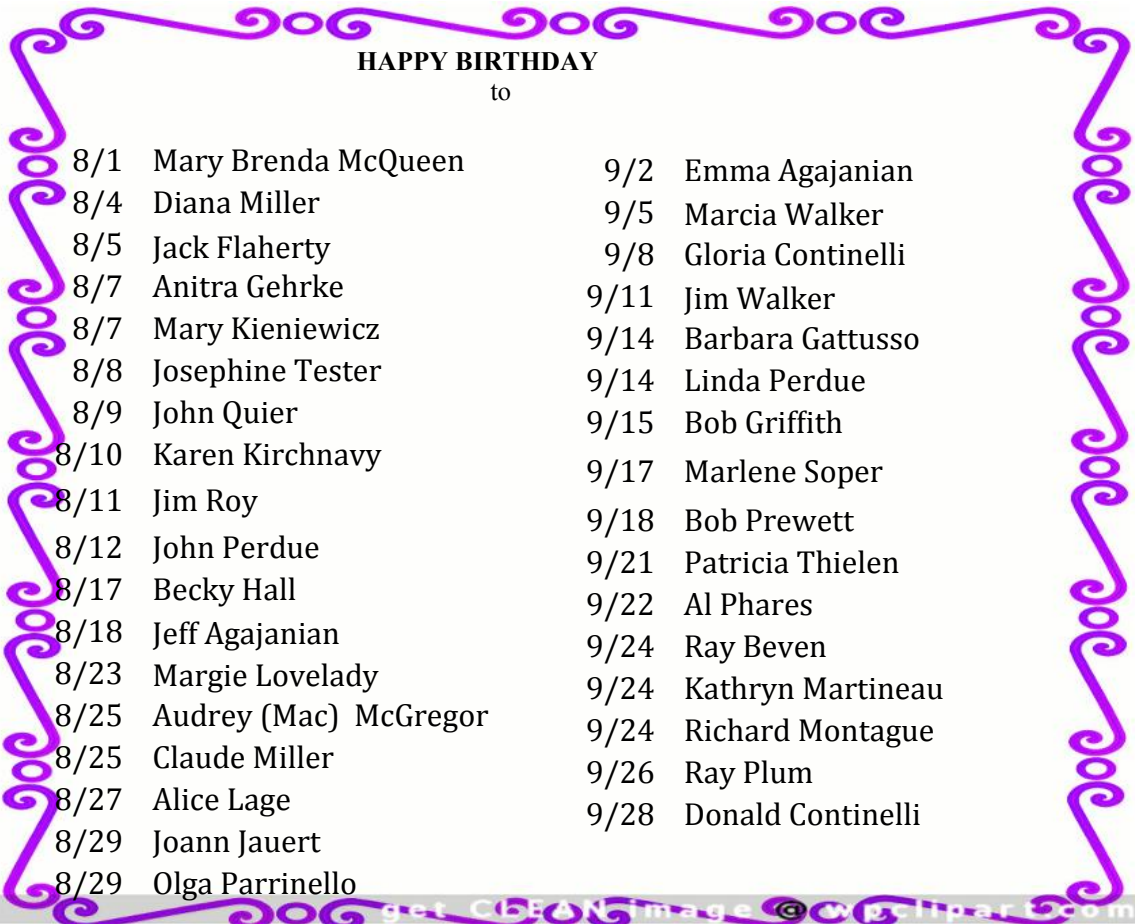 HAPPY BIRTHDAY
to
8/1 Mary Brenda McQueen
8/4 Diana Miller
8/5 Jack Flaherty
8/7 Anitra Gehrke
8/7 Mary Kieniewicz
8/8 Josephine Tester
8/9 John Quier
8/10 Karen Kirchnavy
8/11 Jim Roy
8/12 John Perdue
8/17 Becky Hall
8/18 Jeff Agajanian
8/23 Margie Lovelady
8/25 Audrey (Mac) McGregor
8/25 Claude Miller
8/27 Alice Lage
8/29 Joann Jauert
8/29 Olga Parrinello
9/2 Emma Agajanian
9/5 Marcia Walker
9/8 Gloria Continelli
9/11 Jim Walker
9/14 Barbara Gattusso
9/14 Linda Perdue
9/15 Bob Griffith
9/17 Marlene Soper
9/18 Bob Prewett
9/21 Patricia Thielen
9/22 Al Phares
9/24 Ray Beven
9/24 Kathryn Martineau
9/24 Richard Montague
9/26 Ray Plum
9/28 Donald Continelli
get CLEAN image @ wpclipart.com